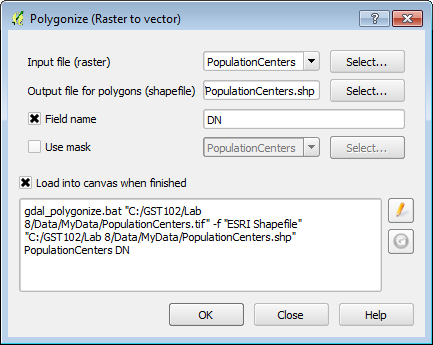 Polygonize (Raster to vector)
Input file (raster) PopulationCenters Select...
Output file for polygons (shapefile) 'PopulationCenters.shp Select...
Field name DN
Use mask PopulationCenters Select...
Load into canvas when finished
gdal_polygonize.bat "C:/GST102/Lab
8/Data/MyData/PopulationCenters.tif" -f "ESRI Shapefile"
"C:/GST102/Lab 8/Data/MyData/PopulationCenters.shp"
PopulationCenters DN
OK Close Help